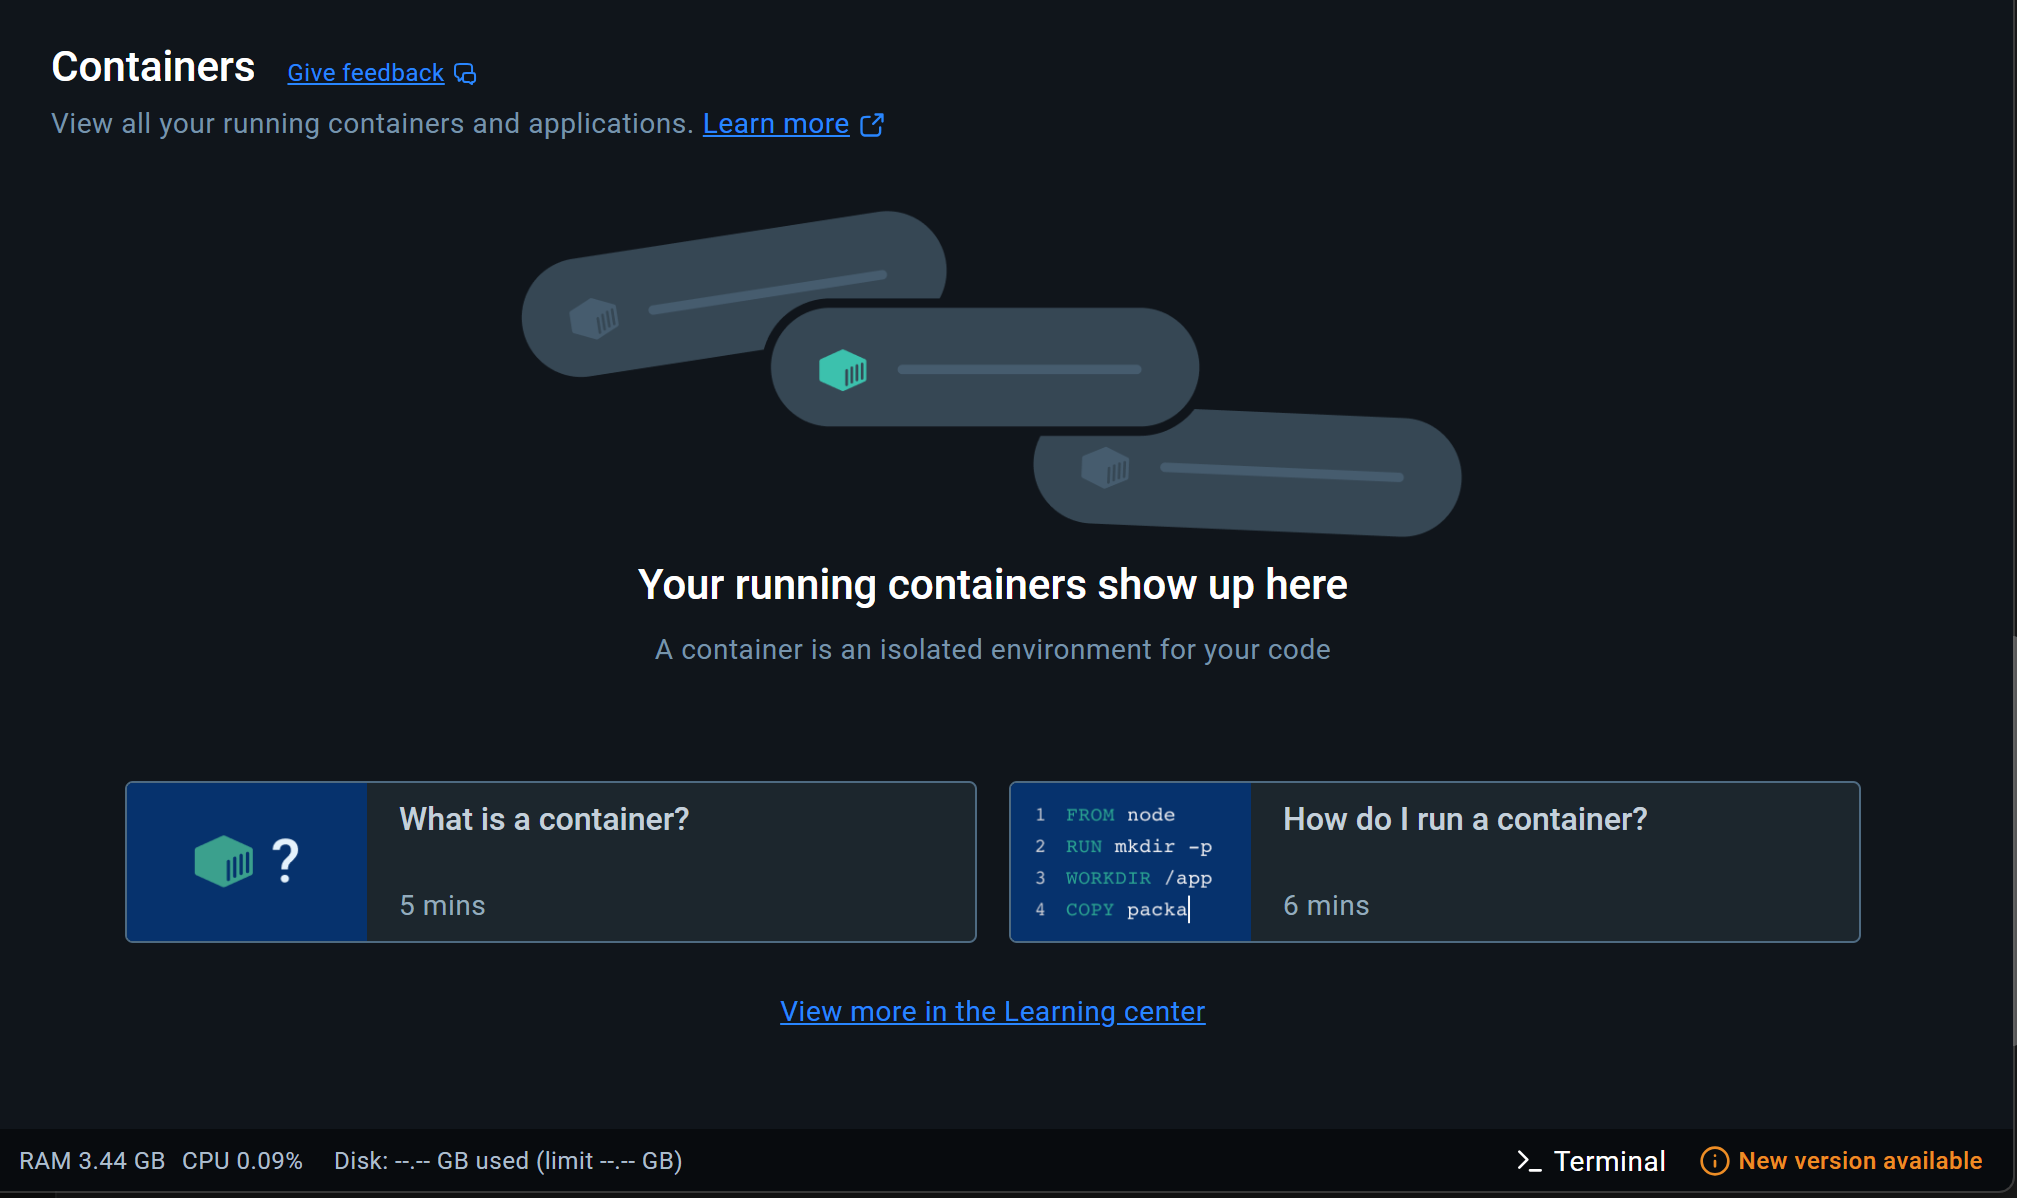 Containers Give feedback
View all your running containers and applications. Learn more
Your running containers show up here
A container is an isolated environment for your code
?
What is a container?
5 mins
1 FROM node
2 RUN mkdir -p
3 WORKDIR /app
4 COPY packa
How do I run a container?
6 mins
View more in the Learning center
RAM 3.44 GB CPU 0.09% Disk: --.-- GB used (limit --.-- GB) >_ Terminal New version available